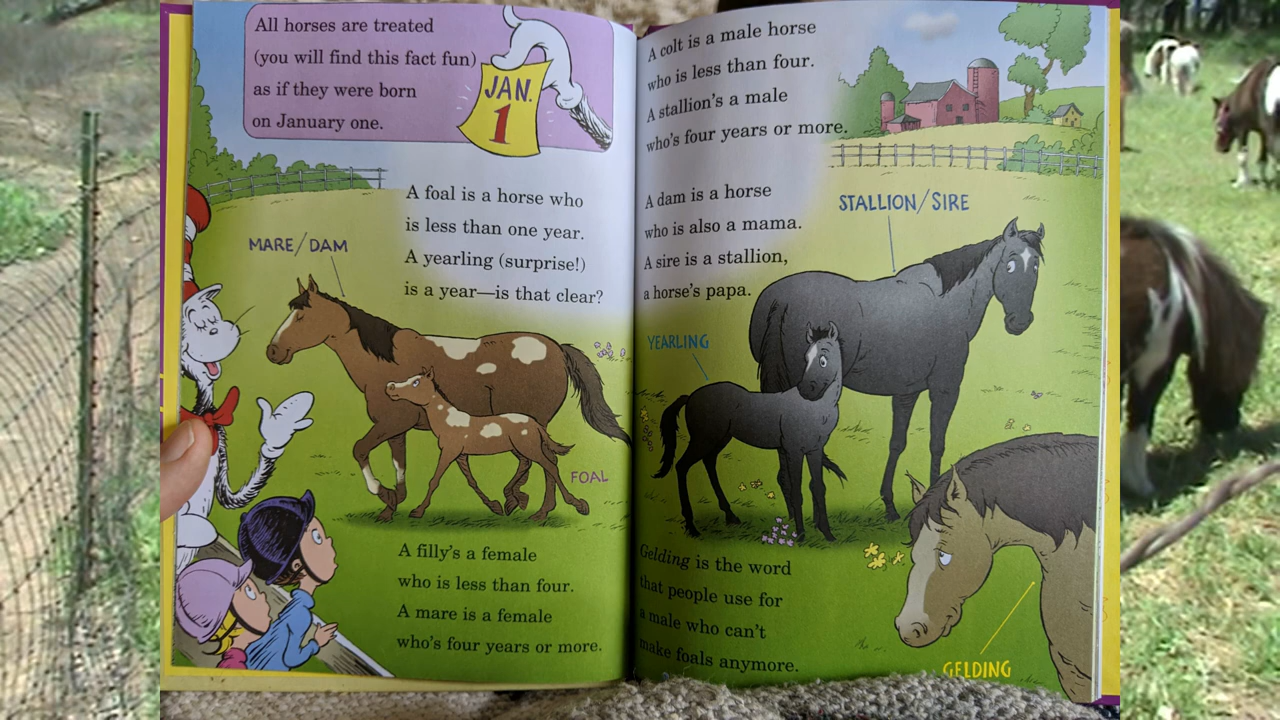 All horses are treated
(you will find this fact fun)
as if they were born
on January one.
JAN.
1
A foal is a horse who
is less than one year.
A yearling (surprise!)
is a year—is that clear?
MARE/DAM
FOAL
A filly's a female
who is less than four.
A mare is a female
who's four years or more.
A colt is a male horse
who is less than four.
A stallion's a male
who's four years or more.
A dam is a horse
who is also a mama.
A sire is a stallion,
a horse's papa.
STALLION/SIRE
YEARLING
Gelding is the word
that people use for
a male who can't
make foals anymore.
GELDING